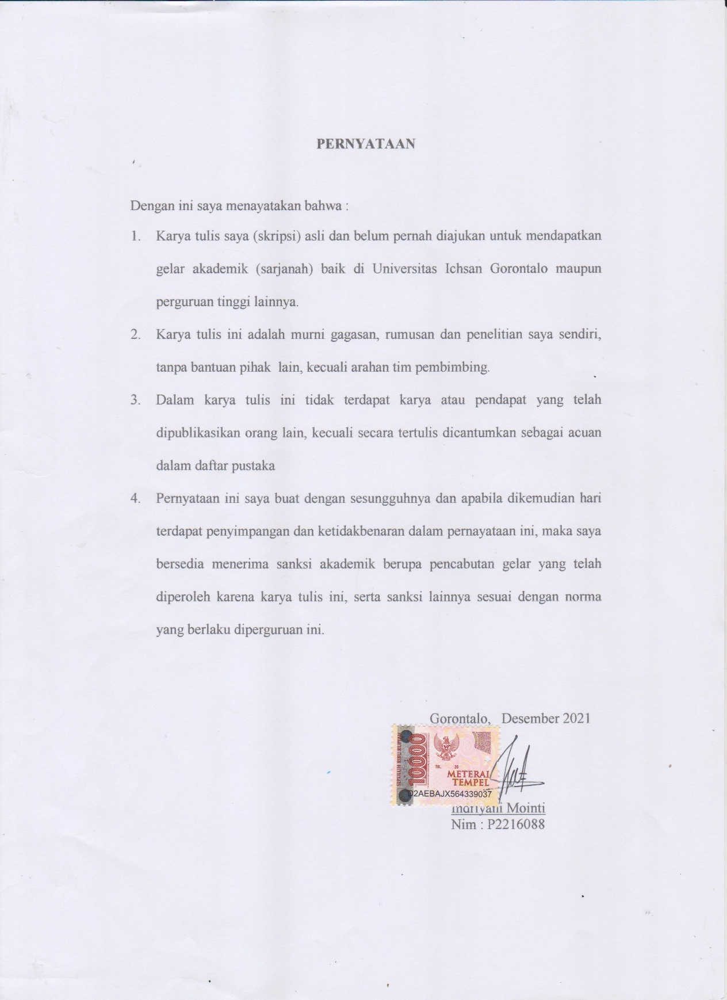 PERNYATAAN
Dengan ini saya menayatakan bahwa :
1. Karya tulis saya (skripsi) asli dan belum pernah diajukan untuk mendapatkan
gelar akademik (sarjanah) baik di Universitas Ichsan Gorontalo maupun
perguruan tinggi lainnya.
2. Karya tulis ini adalah murni gagasan, rumusan dan penelitian saya sendiri,
tanpa bantuan pihak lain, kecuali arahan tim pembimbing.
3. Dalam karya tulis ini tidak terdapat karya atau pendapat yang telah
dipublikasikan orang lain, kecuali secara tertulis dicantumkan sebagai acuan
dalam daftar pustaka
4. Pernyataan ini saya buat dengan sesungguhnya dan apabila dikemudian hari
terdapat penyimpangan dan ketidakbenaran dalam pernayataan ini, maka saya
bersedia menerima sanksi akademik berupa pencabutan gelar yang telah
diperoleh karena karya tulis ini, serta sanksi lainnya sesuai dengan norma
yang berlaku diperguruan ini.
Gorontalo, Desember 2021
SEPULUH RIBU RUPIAH
10000
TGL. 20
METERAI
TEMPEL
D2AEBAJX564339037
Indriyani Mointi
Nim : P2216088